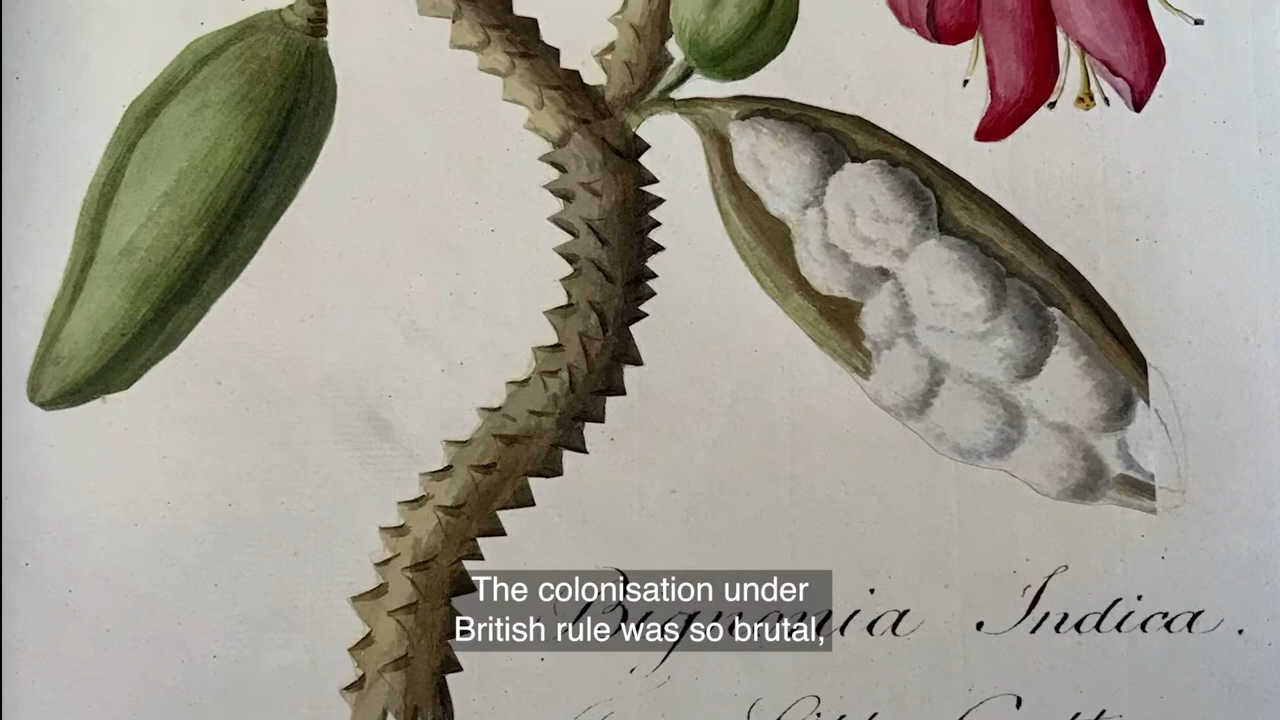 The colonisation under
British rule was so brutal,
Bignonia Indica.